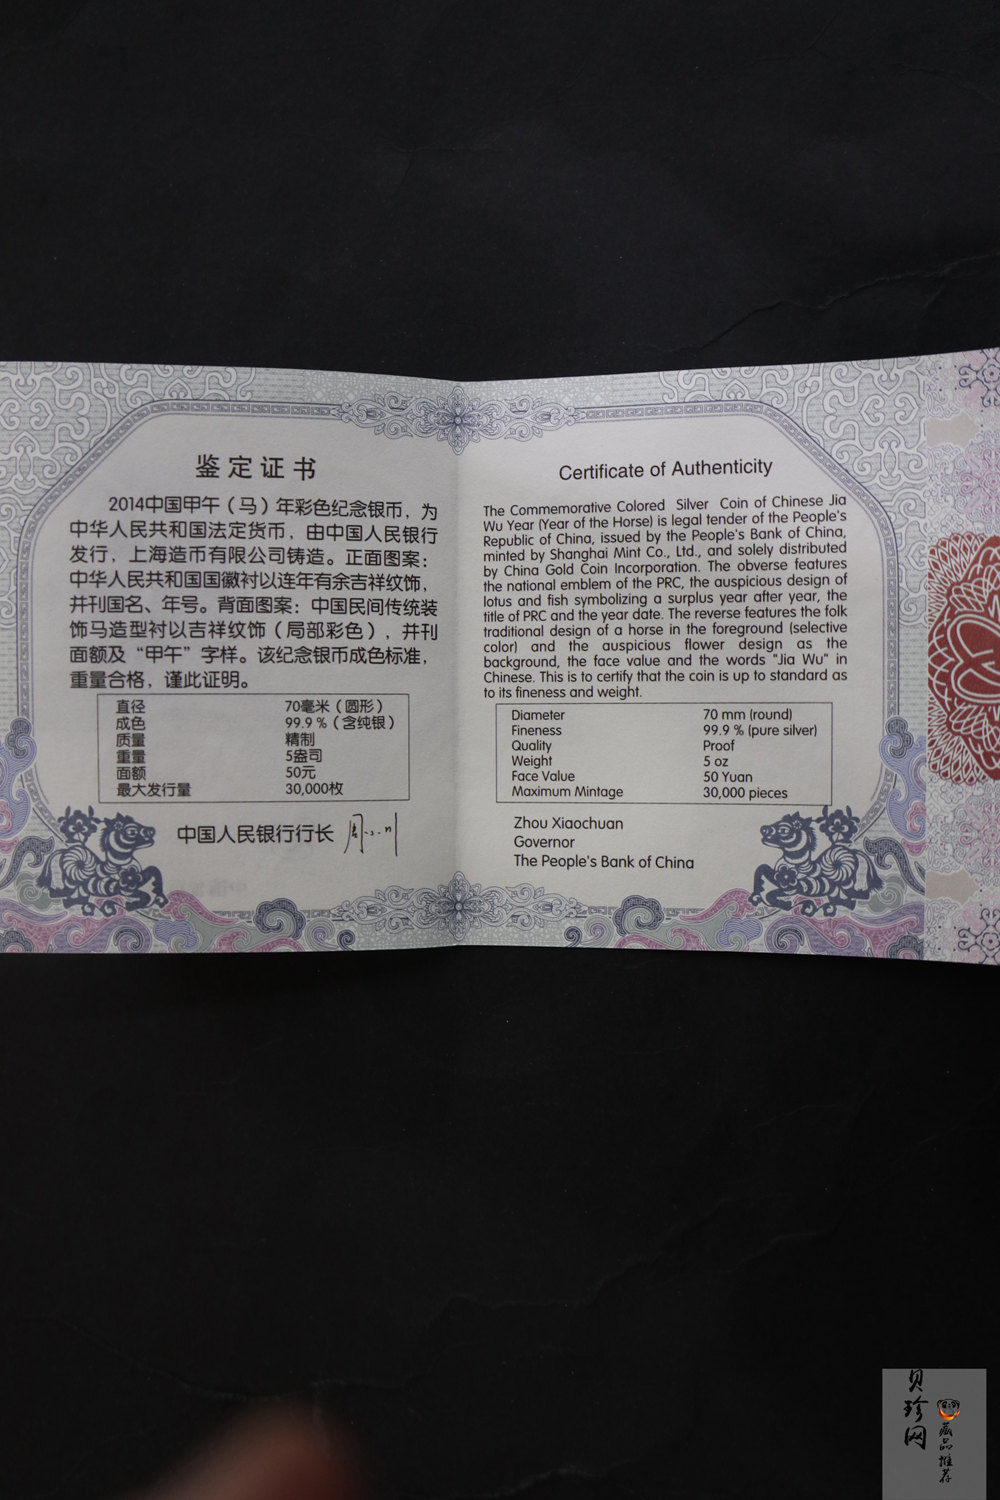 鉴定证书
2014中国甲午（马）年彩色纪念银币，为
中华人民共和国法定货币，由中国人民银行
发行，上海造币有限公司铸造。正面图案：
中华人民共和国国徽衬以连年有余吉祥纹饰，
并刊国名、年号。背面图案：中国民间传统装
饰马造型衬以吉祥纹饰（局部彩色），并刊
面额及“甲午”字样。该纪念银币成色标准，
重量合格，谨此证明。
直径 70毫米（圆形）
成色 99.9 %（含纯银）
质量 精制
重量 5盎司
面额 50元
最大发行量 30,000枚
中国人民银行行长
Certificate of Authenticity
The Commemorative Colored Silver Coin of Chinese Jia
Wu Year (Year of the Horse) is legal tender of the People's
Republic of China, issued by the People's Bank of China,
minted by Shanghai Mint Co., Ltd., and solely distributed
by China Gold Coin Incorporation. The obverse features
the national emblem of the PRC, the auspicious design of
lotus and fish symbolizing a surplus year after year, the
title of PRC and the year date. The reverse features the folk
traditional design of a horse in the foreground (selective
color) and the auspicious flower design as the
background, the face value and the words "Jia Wu" in
Chinese. This is to certify that the coin is up to standard as
to its fineness and weight.
Diameter 70 mm (round)
Fineness 99.9 % (pure silver)
Quality Proof
Weight 5 oz
Face Value 50 Yuan
Maximum Mintage 30,000 pieces
Zhou Xiaochuan
Governor
The People's Bank of China
贝珍网
藏品推荐